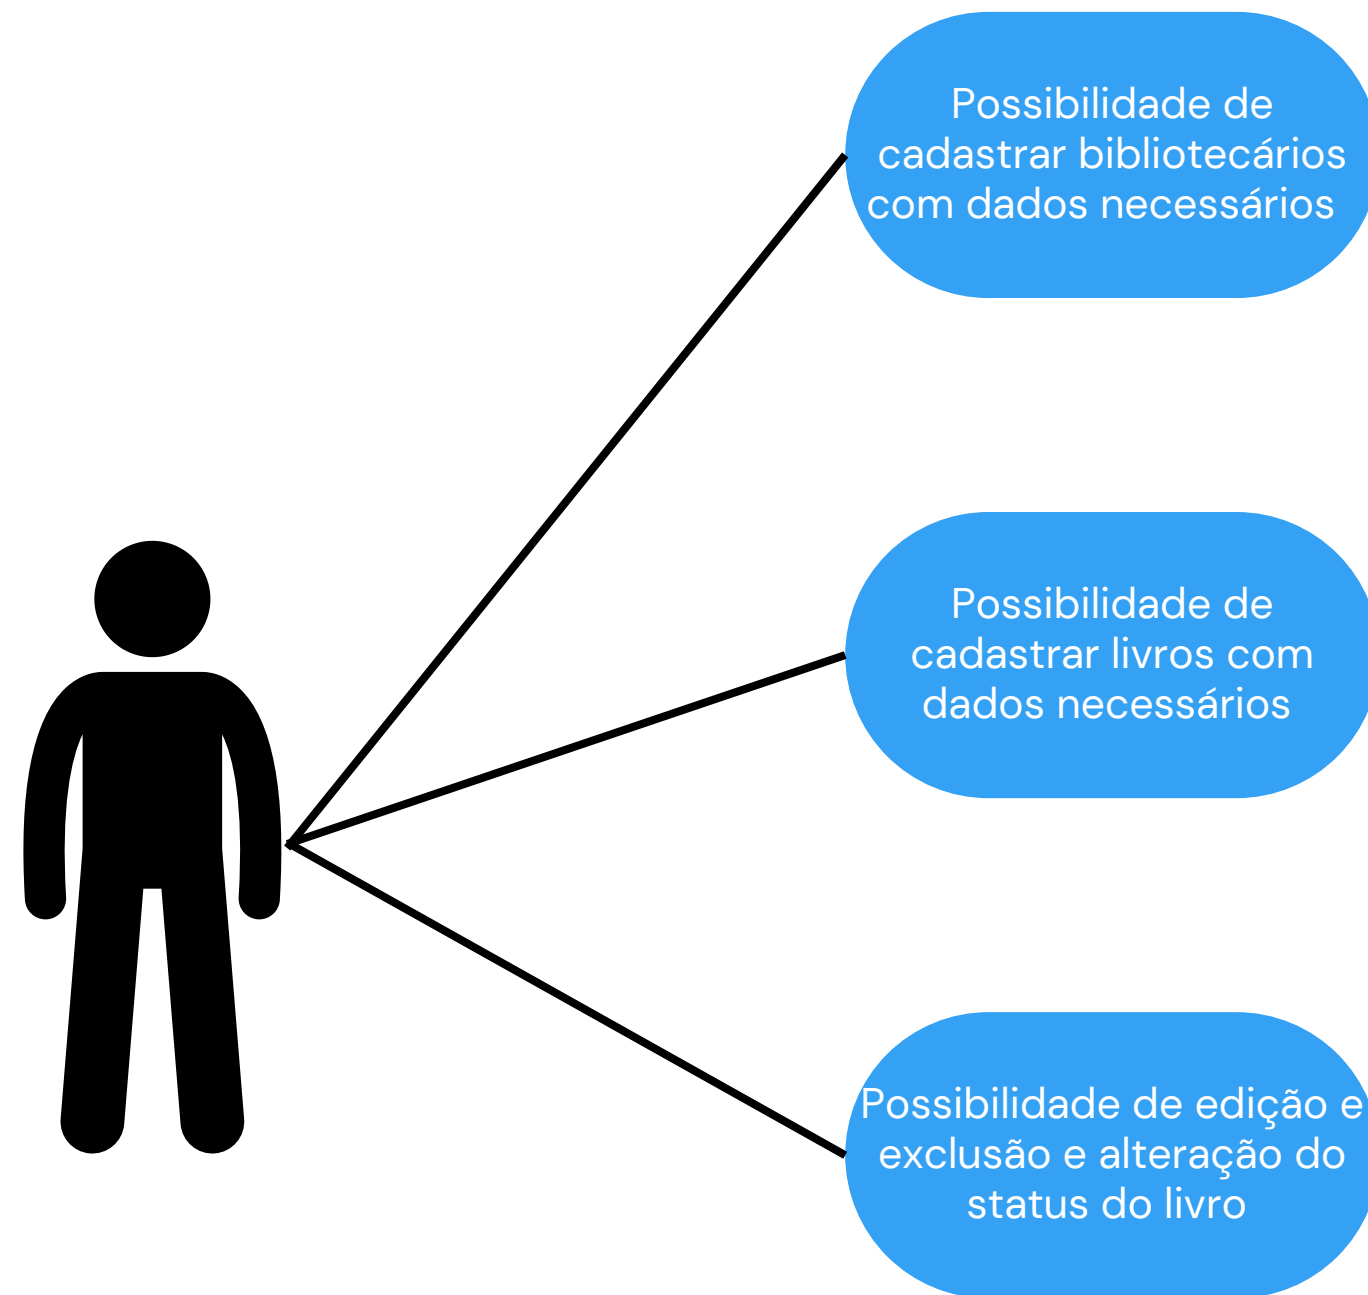 Possibilidade de
cadastrar bibliotecários
com dados necessários
Possibilidade de
cadastrar livros com
dados necessários
Possibilidade de edição e
exclusão e alteração do
status do livro